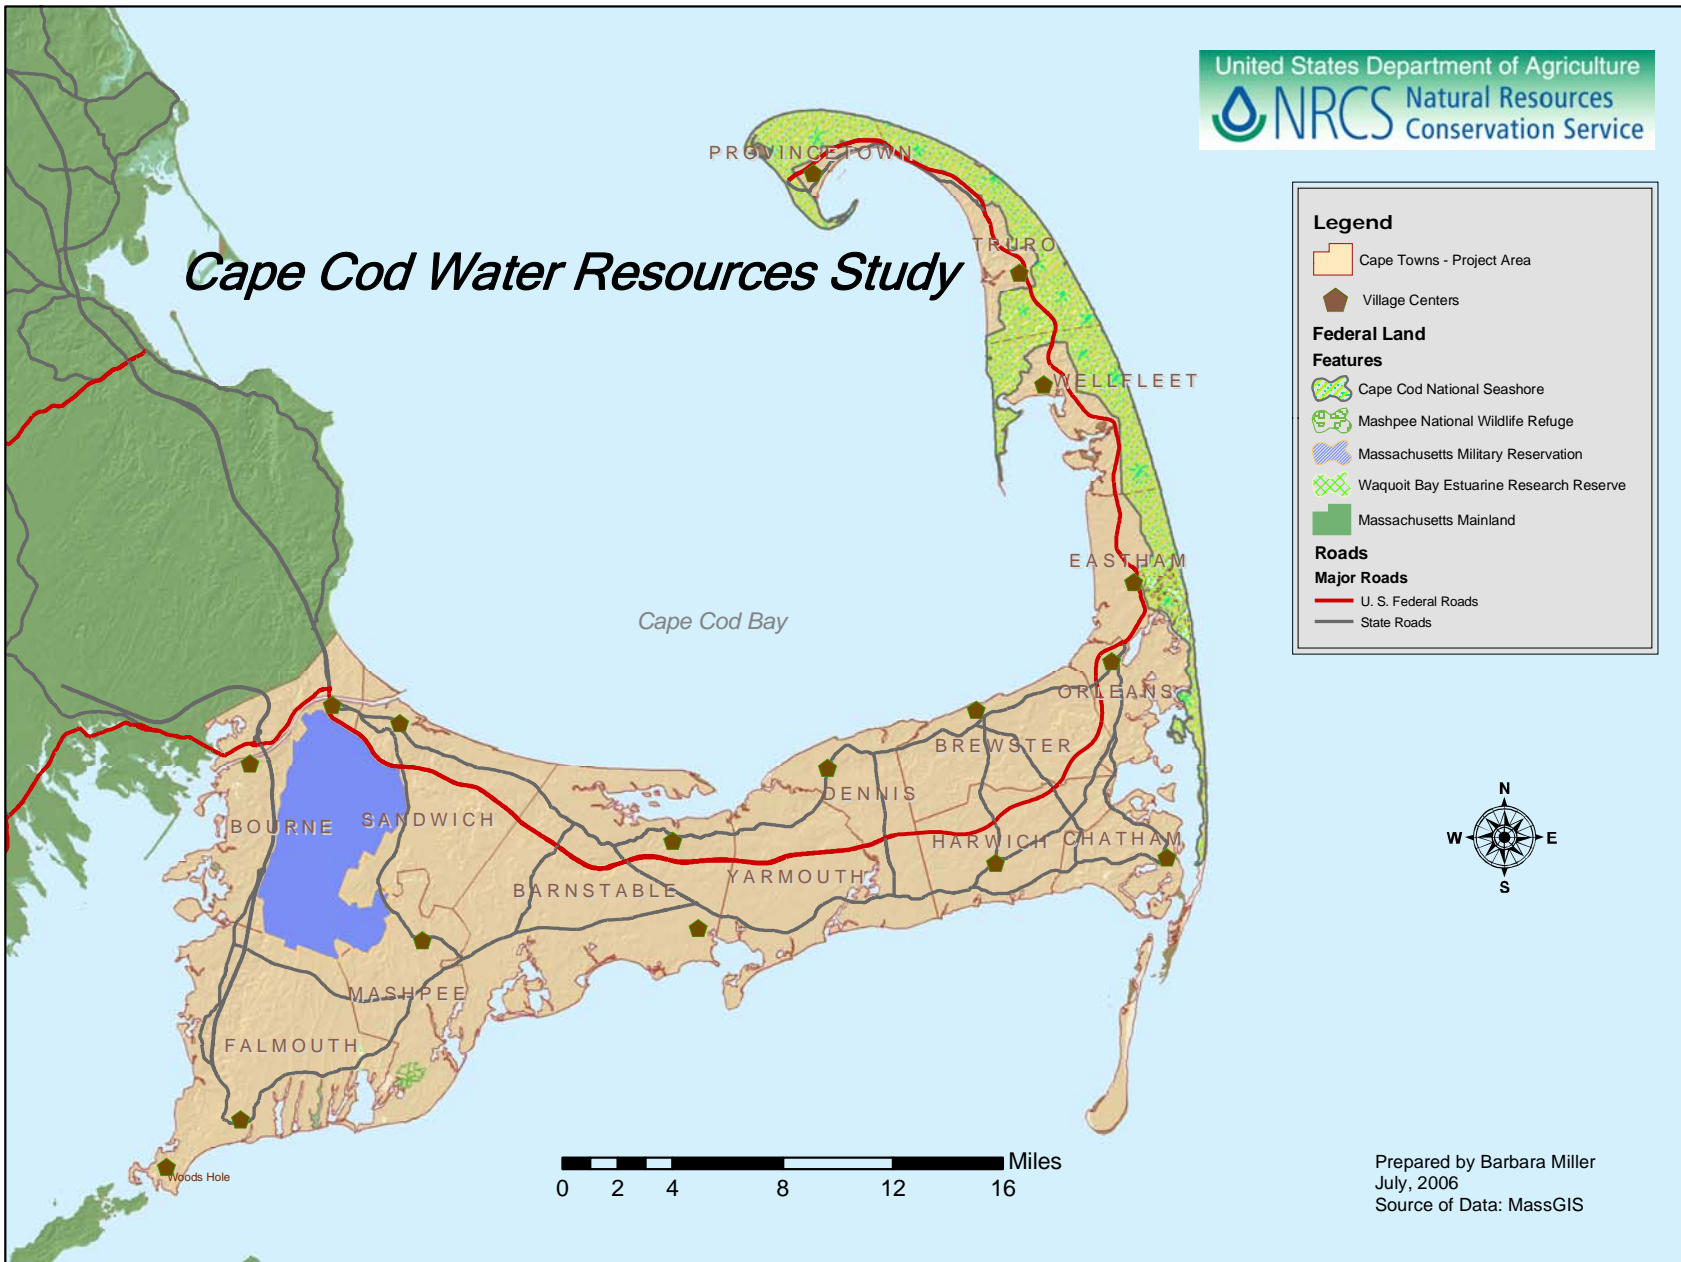 United States Department of Agriculture
NRCS Natural Resources
Conservation Service
PROVINCETOWN
Legend
TRURO
Cape Towns - Project Area
Cape Cod Water Resources Study
Village Centers
Federal Land
Features
WELLFLEET
Cape Cod National Seashore
Mashpee National Wildlife Refuge
Massachusetts Military Reservation
Waquoit Bay Estuarine Research Reserve
Massachusetts Mainland
Roads
EASTHAM
Major Roads
U. S. Federal Roads
Cape Cod Bay
State Roads
ORLEANS
BREWSTER
DENNIS
N
BOURNE
SANDWICH
HARWICH
CHATHAM
W
E
YARMOUTH
BARNSTABLE
S
MASHPEE
FALMOUTH
Woods Hole
Miles
0 2 4 8 12 16
Prepared by Barbara Miller
July, 2006
Source of Data: MassGIS